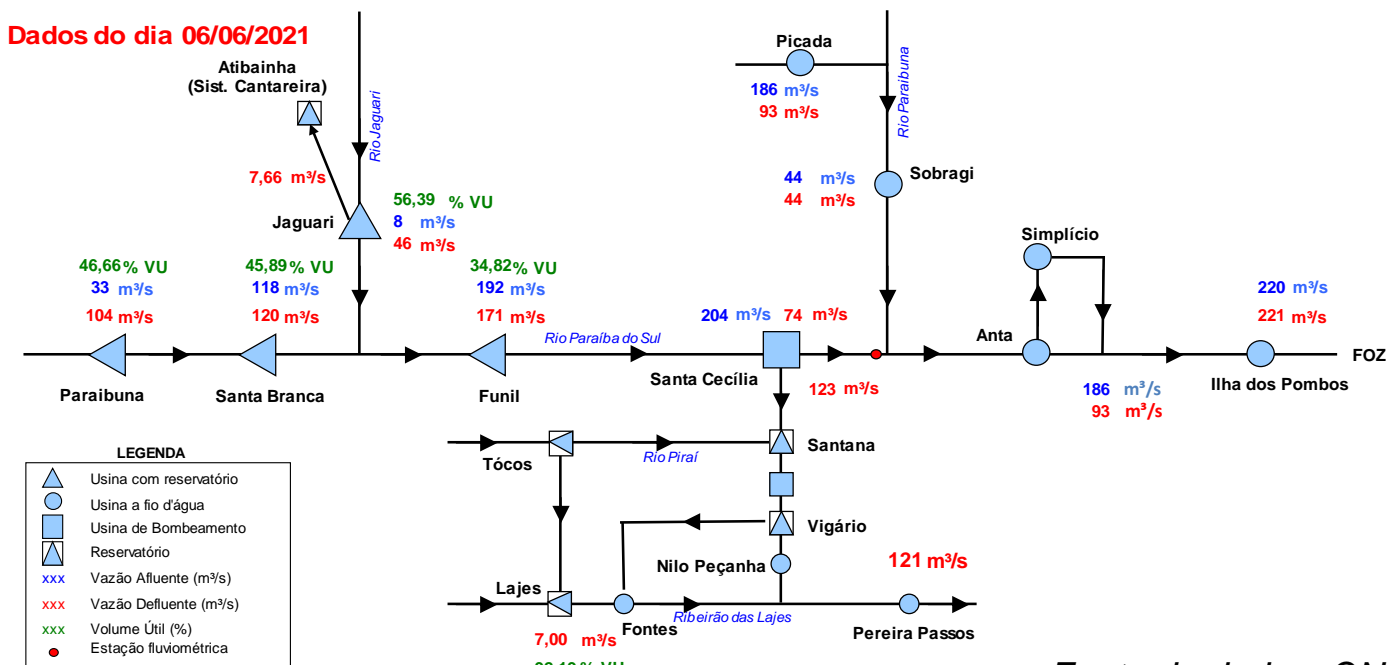 Dados do dia 06/06/2021
Picada
186 m³/s
93 m³/s
Rio Paraibuna
Atibainha
(Sist. Cantareira)
Rio Jaguari
7,66 m³/s
Jaguari
56,39 % VU
8 m³/s
46 m³/s
44 m³/s
44 m³/s
Sobragi
Simplício
46,66 % VU
33 m³/s
104 m³/s
Paraibuna
45,89 % VU
118 m³/s
120 m³/s
Santa Branca
34,82 % VU
192 m³/s
171 m³/s
Funil
Rio Paraíba do Sul
204 m³/s 74 m³/s
Santa Cecília
123 m³/s
Anta
186 m³/s
93 m³/s
220 m³/s
221 m³/s
Ilha dos Pombos
FOZ
Tócos
Rio Piraí
Santana
Vigário
Nilo Peçanha
121 m³/s
Lajes
Fontes
Ribeirão das Lajes
Pereira Passos
7,00 m³/s
LEGENDA
Usina com reservatório
Usina a fio d'água
Usina de Bombeamento
Reservatório
xxx Vazão Afluente (m³/s)
xxx Vazão Defluente (m³/s)
xxx Volume Útil (%)
Estação fluviométrica
% VU